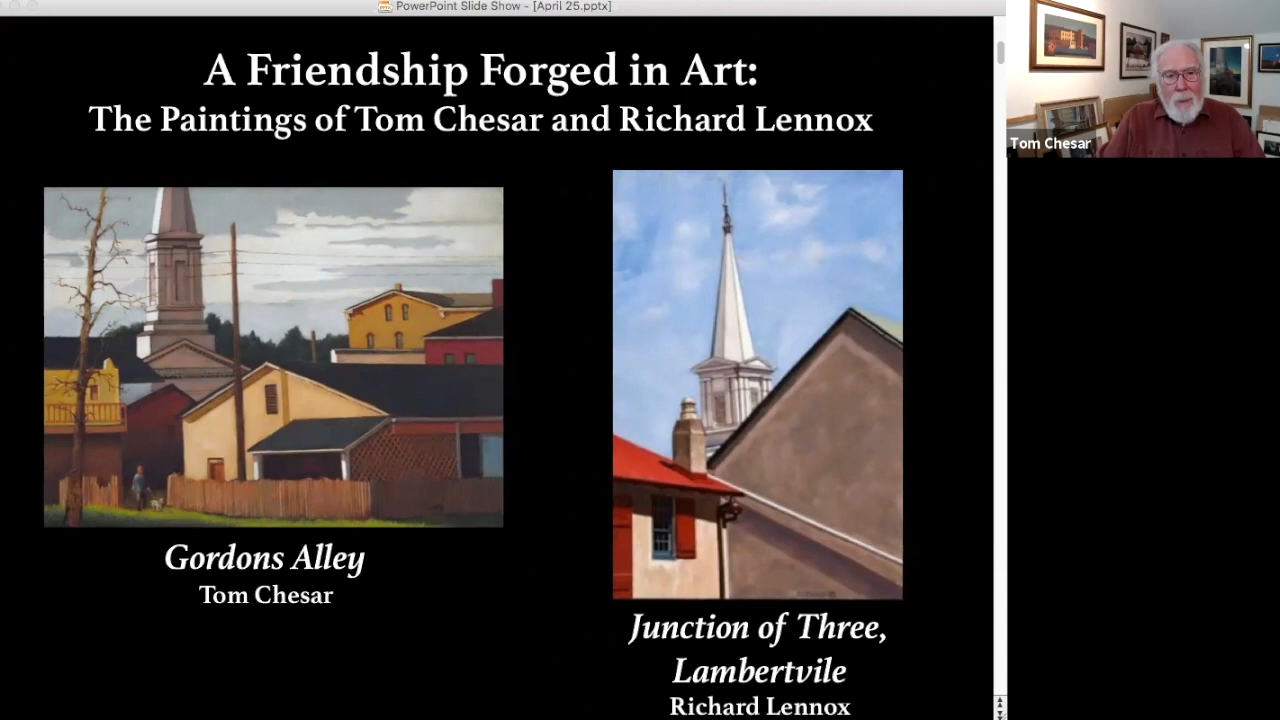 PowerPoint Slide Show - [April 25.pptx]
A Friendship Forged in Art:
The Paintings of Tom Chesar and Richard Lennox
Tom Chesar
Gordons Alley
Tom Chesar
Junction of Three,
Lambertvile
Richard Lennox